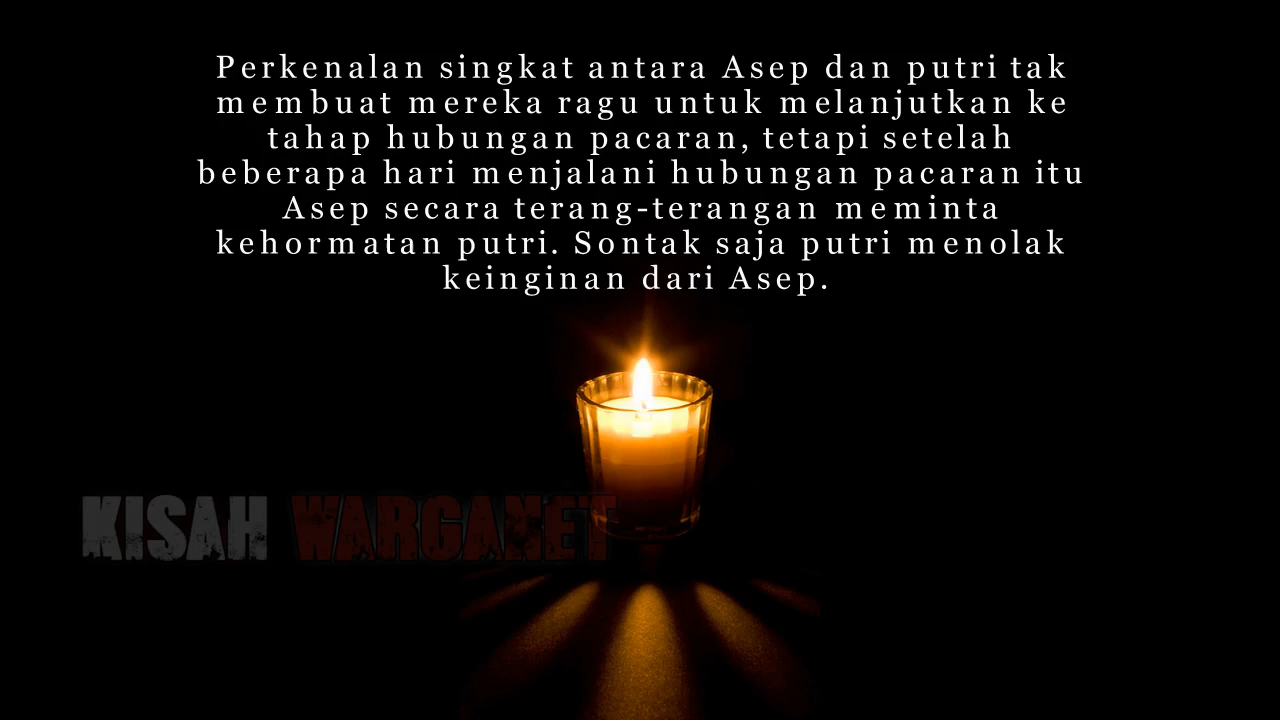 Perkenalan singkat antara Asep dan putri tak
membuat mereka ragu untuk melanjutkan ke
tahap hubungan pacaran, tetapi setelah
beberapa hari menjalani hubungan pacaran itu
Asep secara terang-terangan meminta
kehormatan putri. Sontak saja putri menolak
keinginan dari Asep.
KISAH WARGANET